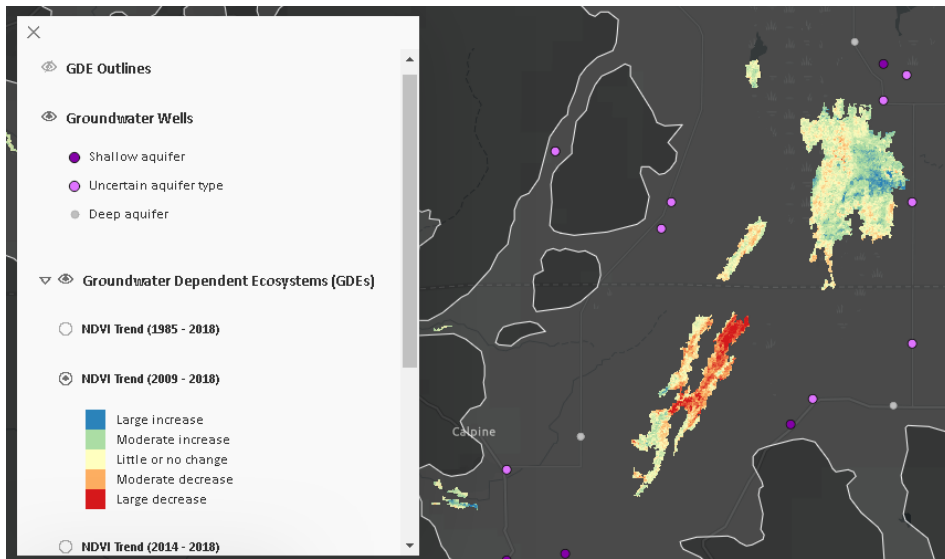 GDE Outlines
Groundwater Wells
Shallow aquifer
Uncertain aquifer type
Deep aquifer
Groundwater Dependent Ecosystems (GDEs)
NDVI Trend (1985 - 2018)
NDVI Trend (2009 - 2018)
Large increase
Moderate increase
Little or no change
Moderate decrease
Large decrease
NDVI Trend (2014 - 2018)
Calpine